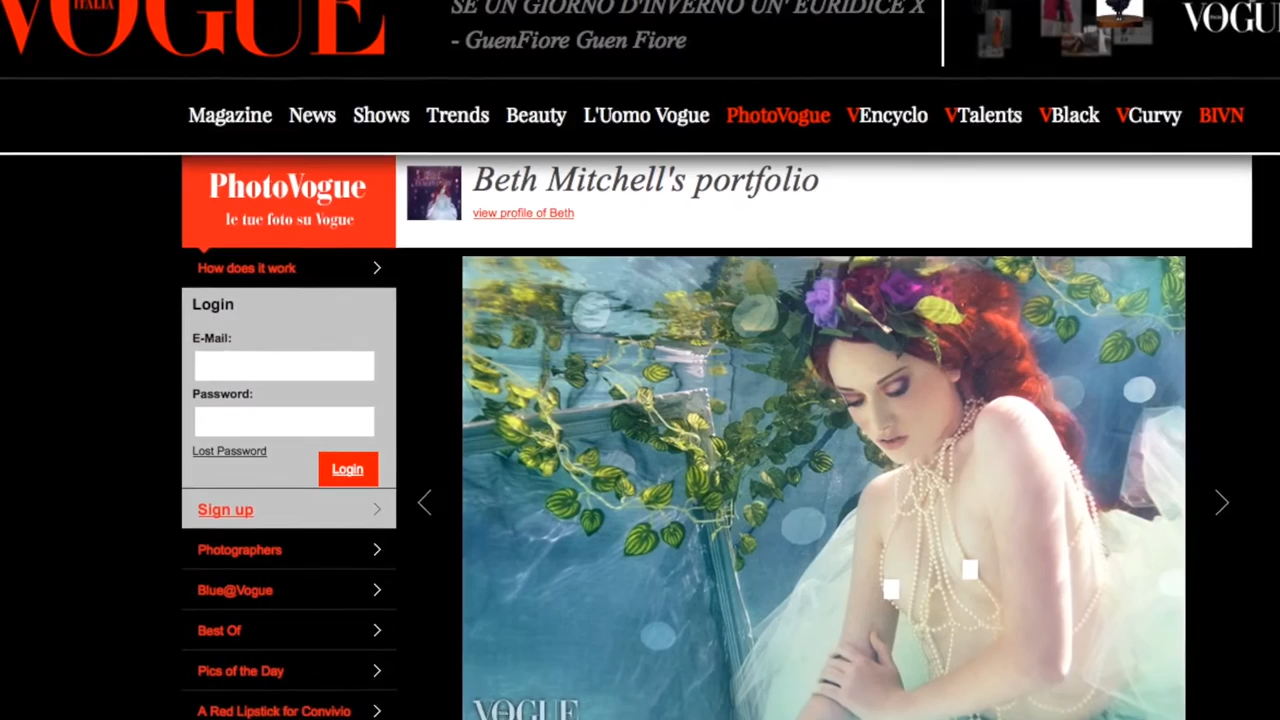 VOGUE
ITALIA
SE UN GIORNO D'INVERNO UN' EURIDICE X
- GuenFiore Guen Fiore
VOGUE
Magazine News Shows Trends Beauty L'Uomo Vogue PhotoVogue VEncyclo VTalents VBlack VCurvy BIVN
PhotoVogue
le tue foto su Vogue
Beth Mitchell's portfolio
view profile of Beth
How does it work
Login
E-Mail:
Password:
Lost Password
Login
Sign up
Photographers
Blue@Vogue
Best Of
Pics of the Day
A Red Lipstick for Convivio
VOGUE